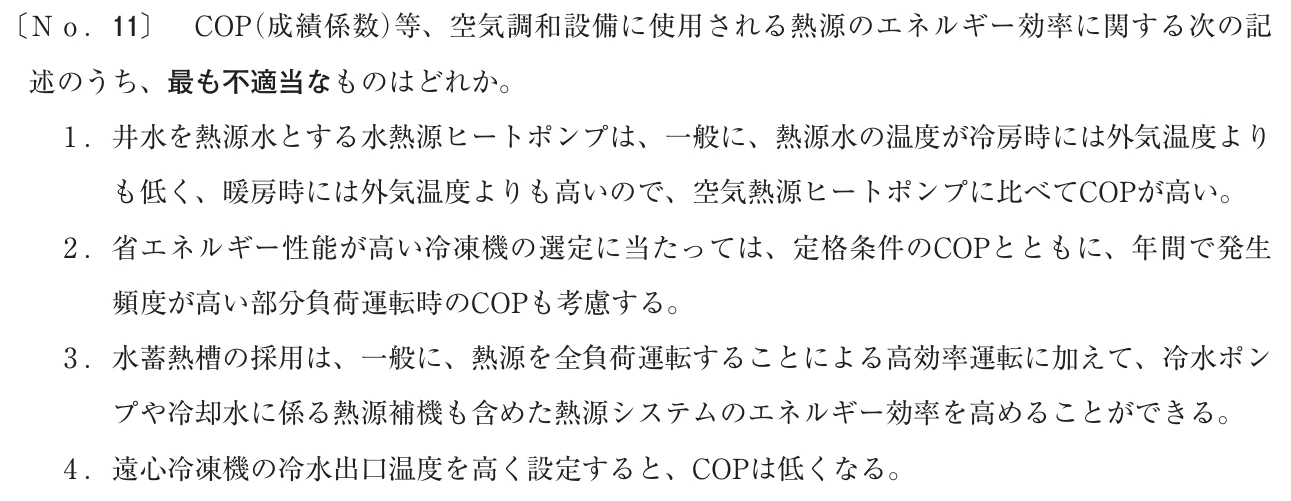 〔Ｎｏ．11〕　COP(成績係数)等、空気調和設備に使用される熱源のエネルギー効率に関する次の記
述のうち、最も不適当なものはどれか。
1．井水を熱源水とする水熱源ヒートポンプは、一般に、熱源水の温度が冷房時には外気温度より
も低く、暖房時には外気温度よりも高いので、空気熱源ヒートポンプに比べてCOPが高い。
2．省エネルギー性能が高い冷凍機の選定に当たっては、定格条件のCOPとともに、年間で発生
頻度が高い部分負荷運転時のCOPも考慮する。
3．水蓄熱槽の採用は、一般に、熱源を全負荷運転することによる高効率運転に加えて、冷水ポン
プや冷却水に係る熱源補機も含めた熱源システムのエネルギー効率を高めることができる。
4．遠心冷凍機の冷水出口温度を高く設定すると、COPは低くなる。